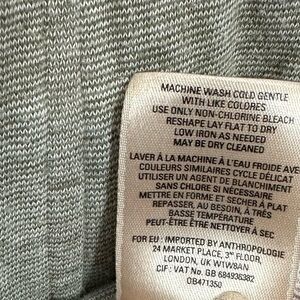 MACHINE WASH COLD GENTLE
WITH LIKE COLORES
USE ONLY NON-CHLORINE BLEACH
RESHAPE LAY FLAT TO DRY
LOW IRON AS NEEDED
MAY BE DRY CLEANED
LAVER À LA MACHINE À L'EAU FROIDE AVEC
COULEURS SIMILAIRES CYCLE DÉLICAT
UTILISER UN AGENT DE BLANCHIMENT
SANS CHLORE SI NÉCESSAIRE
METTRE EN FORME ET SÉCHER À PLAT
REPASSER, AU BESOIN, À TRÈS
BASSE TEMPÉRATURE
PEUT-ÊTRE ÊTRE NETTOYER À SEC
FOR EU: IMPORTED BY ANTHROPOLOGIE
24 MARKET PLACE, 3RD FLOOR,
LONDON, UK W1W8AN
CIF: VAT No. GB 684935382
OB471350